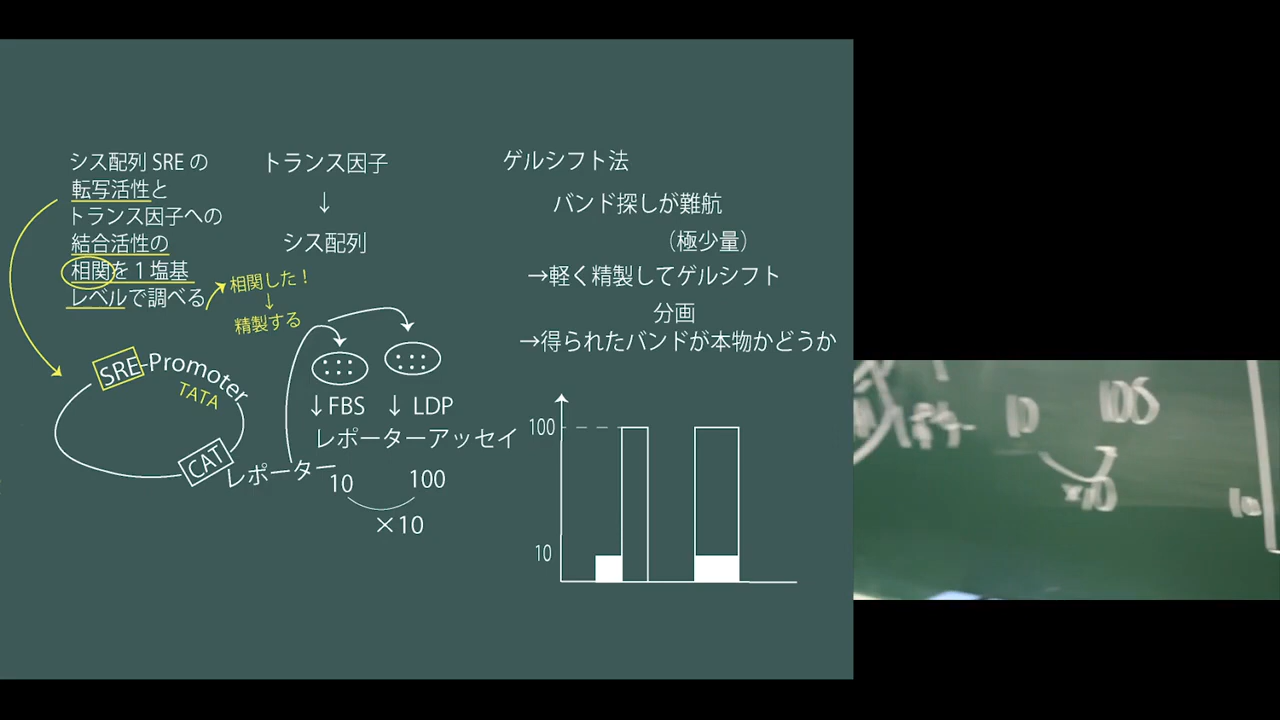 シス配列 SRE の
転写活性と
トランス因子への
結合活性の
相関を1塩基
レベルで調べる
相関した！
↓
精製する
トランス因子
↓
シス配列
SRE-Promoter
TATA
CAT
レポーター
↓FBS ↓ LDP
レポーターアッセイ
10 100
×10
ゲルシフト法
バンド探しが難航
（極少量）
→軽く精製してゲルシフト
分画
→得られたバンドが本物かどうか
100
10
10 100
×10
10